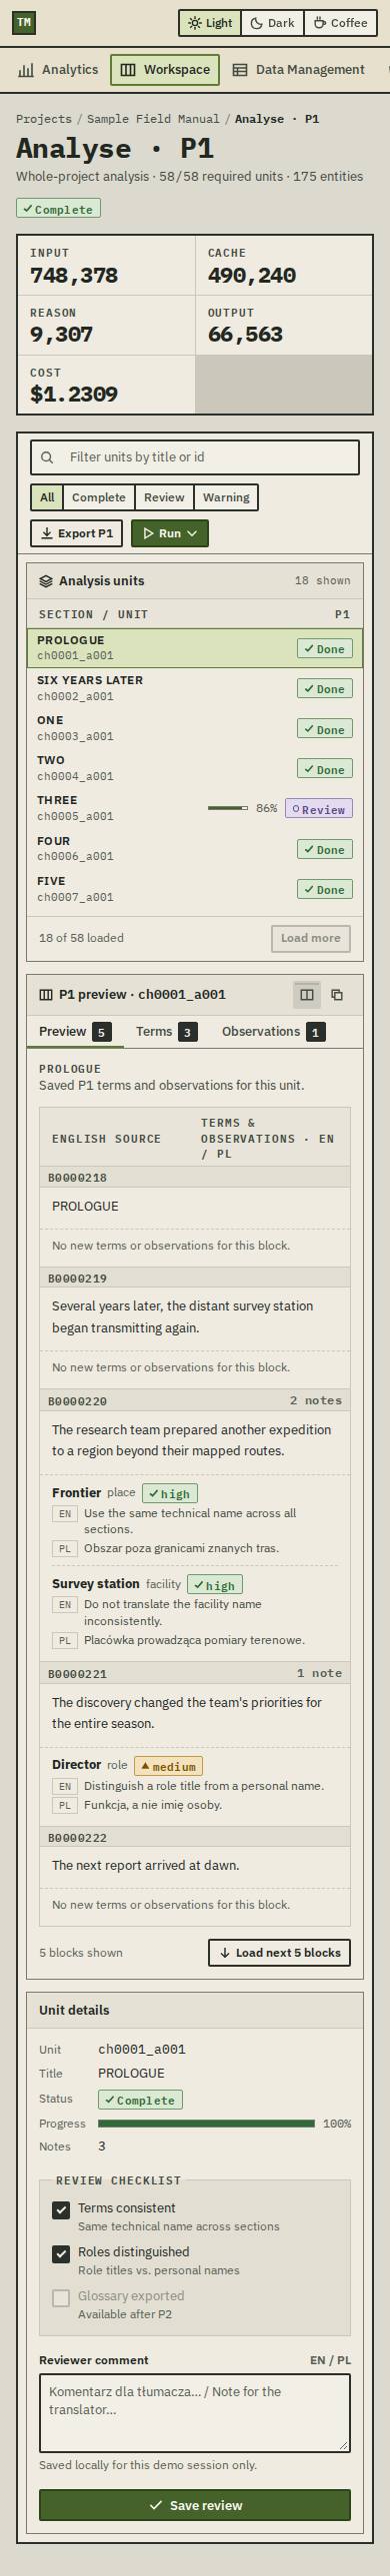 TM
Light Dark Coffee
Analytics Workspace Data Management
Projects / Sample Field Manual / Analyse · P1
Analyse · P1
Whole-project analysis · 58/58 required units · 175 entities
Complete
INPUT CACHE
748,378 490,240
REASON OUTPUT
9,307 66,563
COST
$1.2309
Filter units by title or id
All Complete Review Warning
Export P1 Run
Analysis units 18 shown
SECTION / UNIT P1
PROLOGUE
ch0001_a001 Done
SIX YEARS LATER
ch0002_a001 Done
ONE
ch0003_a001 Done
TWO
ch0004_a001 Done
THREE
ch0005_a001 86% Review
FOUR
ch0006_a001 Done
FIVE
ch0007_a001 Done
18 of 58 loaded Load more
P1 preview · ch0001_a001
Preview 5 Terms 3 Observations 1
PROLOGUE
Saved P1 terms and observations for this unit.
ENGLISH SOURCE
TERMS &
OBSERVATIONS · EN
/ PL
B0000218
PROLOGUE
No new terms or observations for this block.
B0000219
Several years later, the distant survey station
began transmitting again.
No new terms or observations for this block.
B0000220 2 notes
The research team prepared another expedition
to a region beyond their mapped routes.
Frontier place high
EN Use the same technical name across all
sections.
PL Obszar poza granicami znanych tras.
Survey station facility high
EN Do not translate the facility name
inconsistently.
PL Placówka prowadząca pomiary terenowe.
B0000221 1 note
The discovery changed the team's priorities for
the entire season.
Director role medium
EN Distinguish a role title from a personal name.
PL Funkcja, a nie imię osoby.
B0000222
The next report arrived at dawn.
No new terms or observations for this block.
5 blocks shown Load next 5 blocks
Unit details
Unit ch0001_a001
Title PROLOGUE
Status Complete
Progress 100%
Notes 3
REVIEW CHECKLIST
Terms consistent
Same technical name across sections
Roles distinguished
Role titles vs. personal names
Glossary exported
Available after P2
Reviewer comment EN / PL
Komentarz dla tłumacza… / Note for the
translator…
Saved locally for this demo session only.
Save review